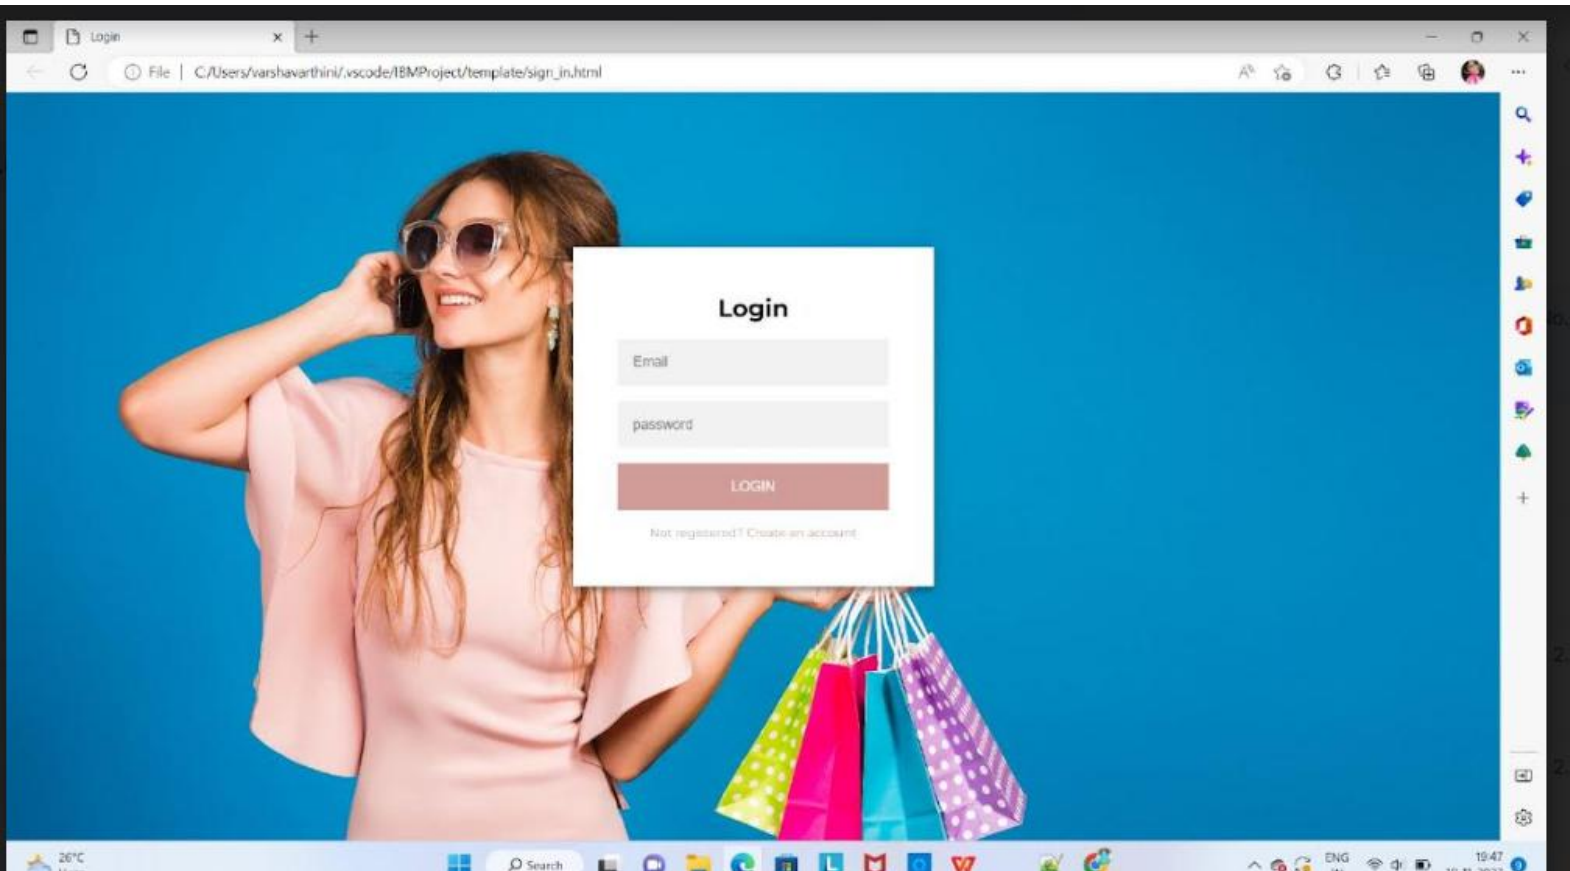 Login
File | C:/Users/varshavarthini/.vscode/IBMProject/template/sign_in.html
Login
Email
password
LOGIN
Not registered? Create an account
26°C
Search
ENG
19:47